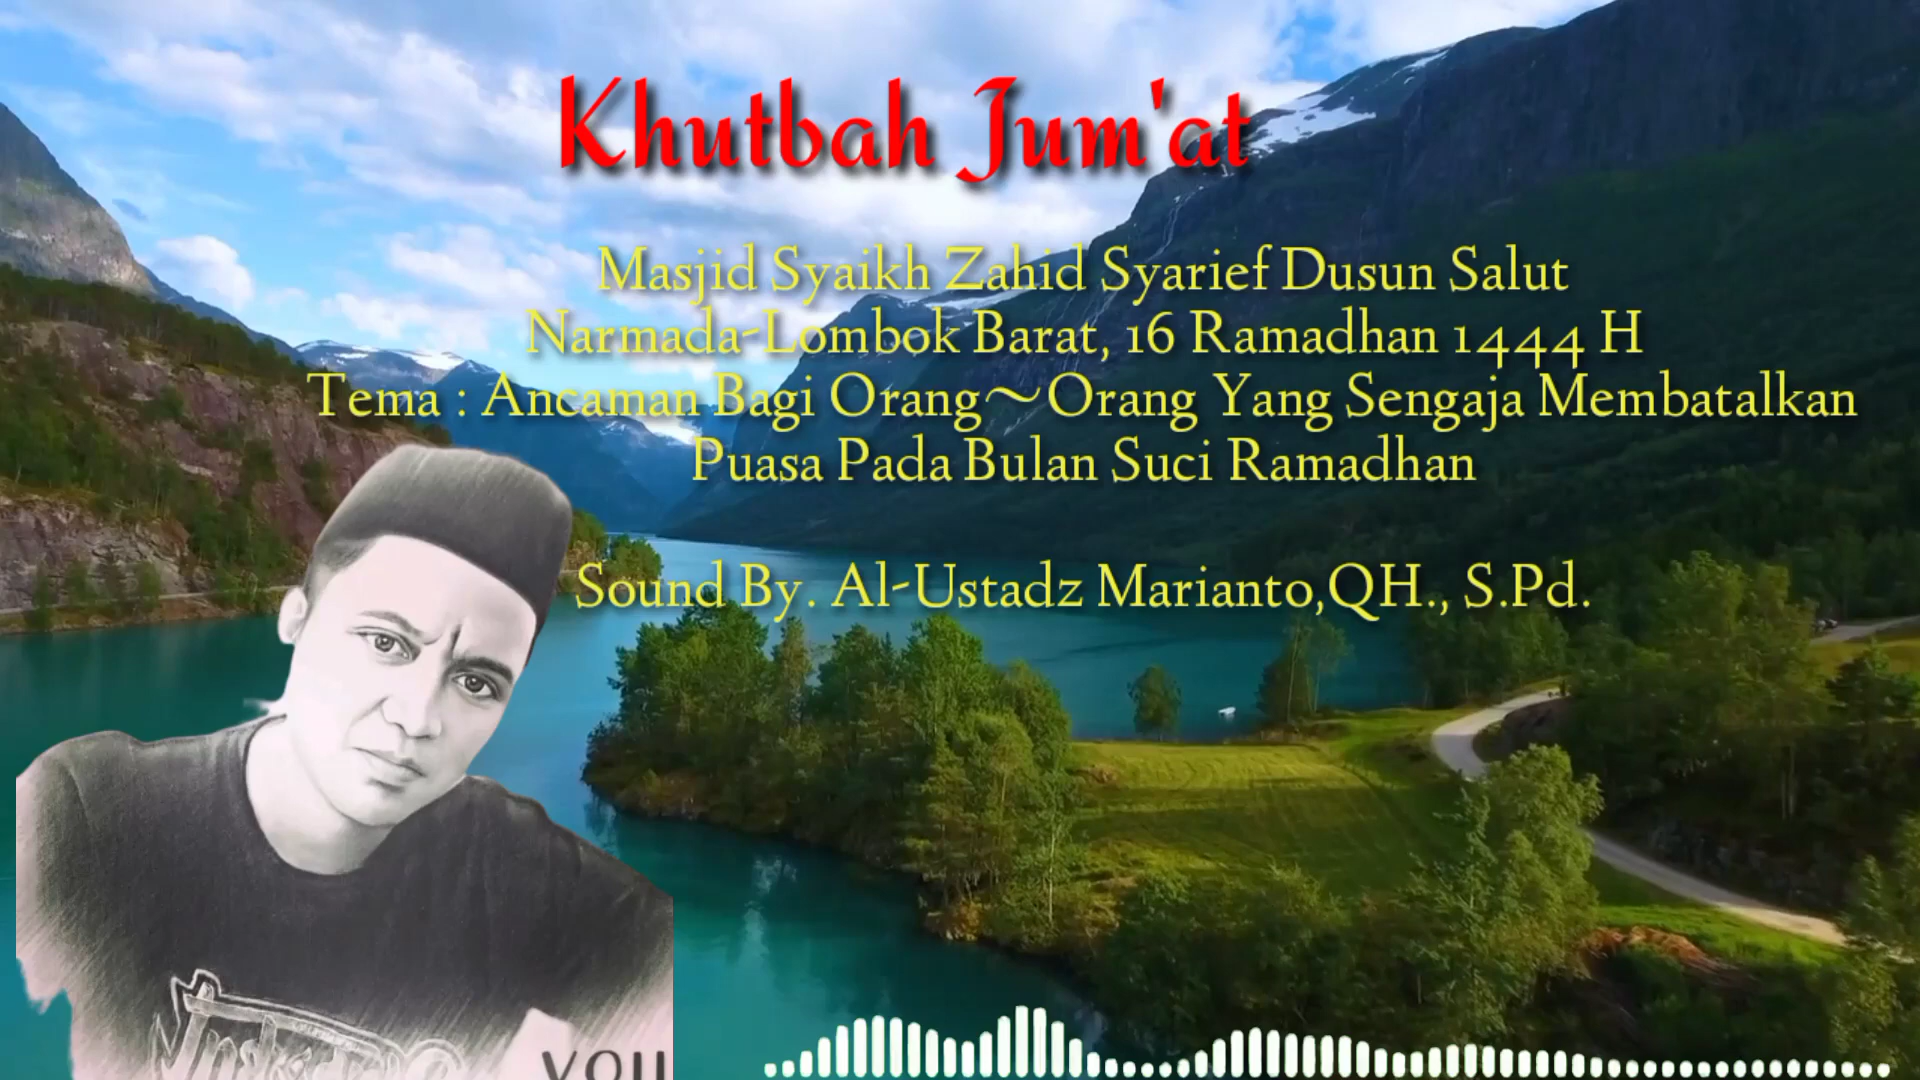 Khutbah Jum'at
Masjid Syaikh Zahid Syarief Dusun Salut
Narmada-Lombok Barat, 16 Ramadhan 1444 H
Tema : Ancaman Bagi Orang~Orang Yang Sengaja Membatalkan
Puasa Pada Bulan Suci Ramadhan
Sound By. Al-Ustadz Marianto,QH., S.Pd.
YOU